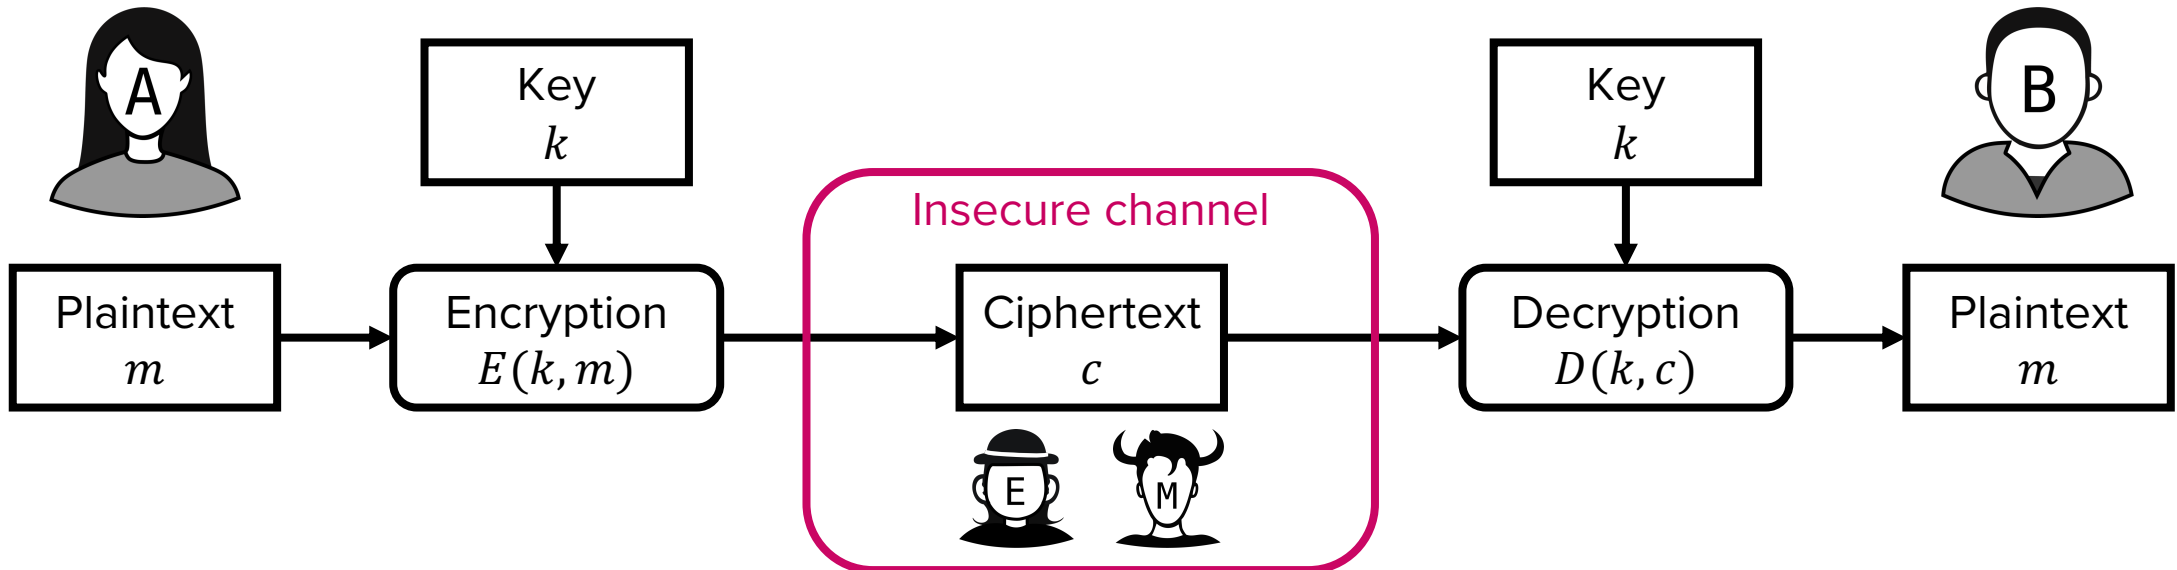 A
Key
k
Key
k
B
Insecure channel
Plaintext
m
Encryption
E(k, m)
Ciphertext
c
Decryption
D(k, c)
Plaintext
m
E
M